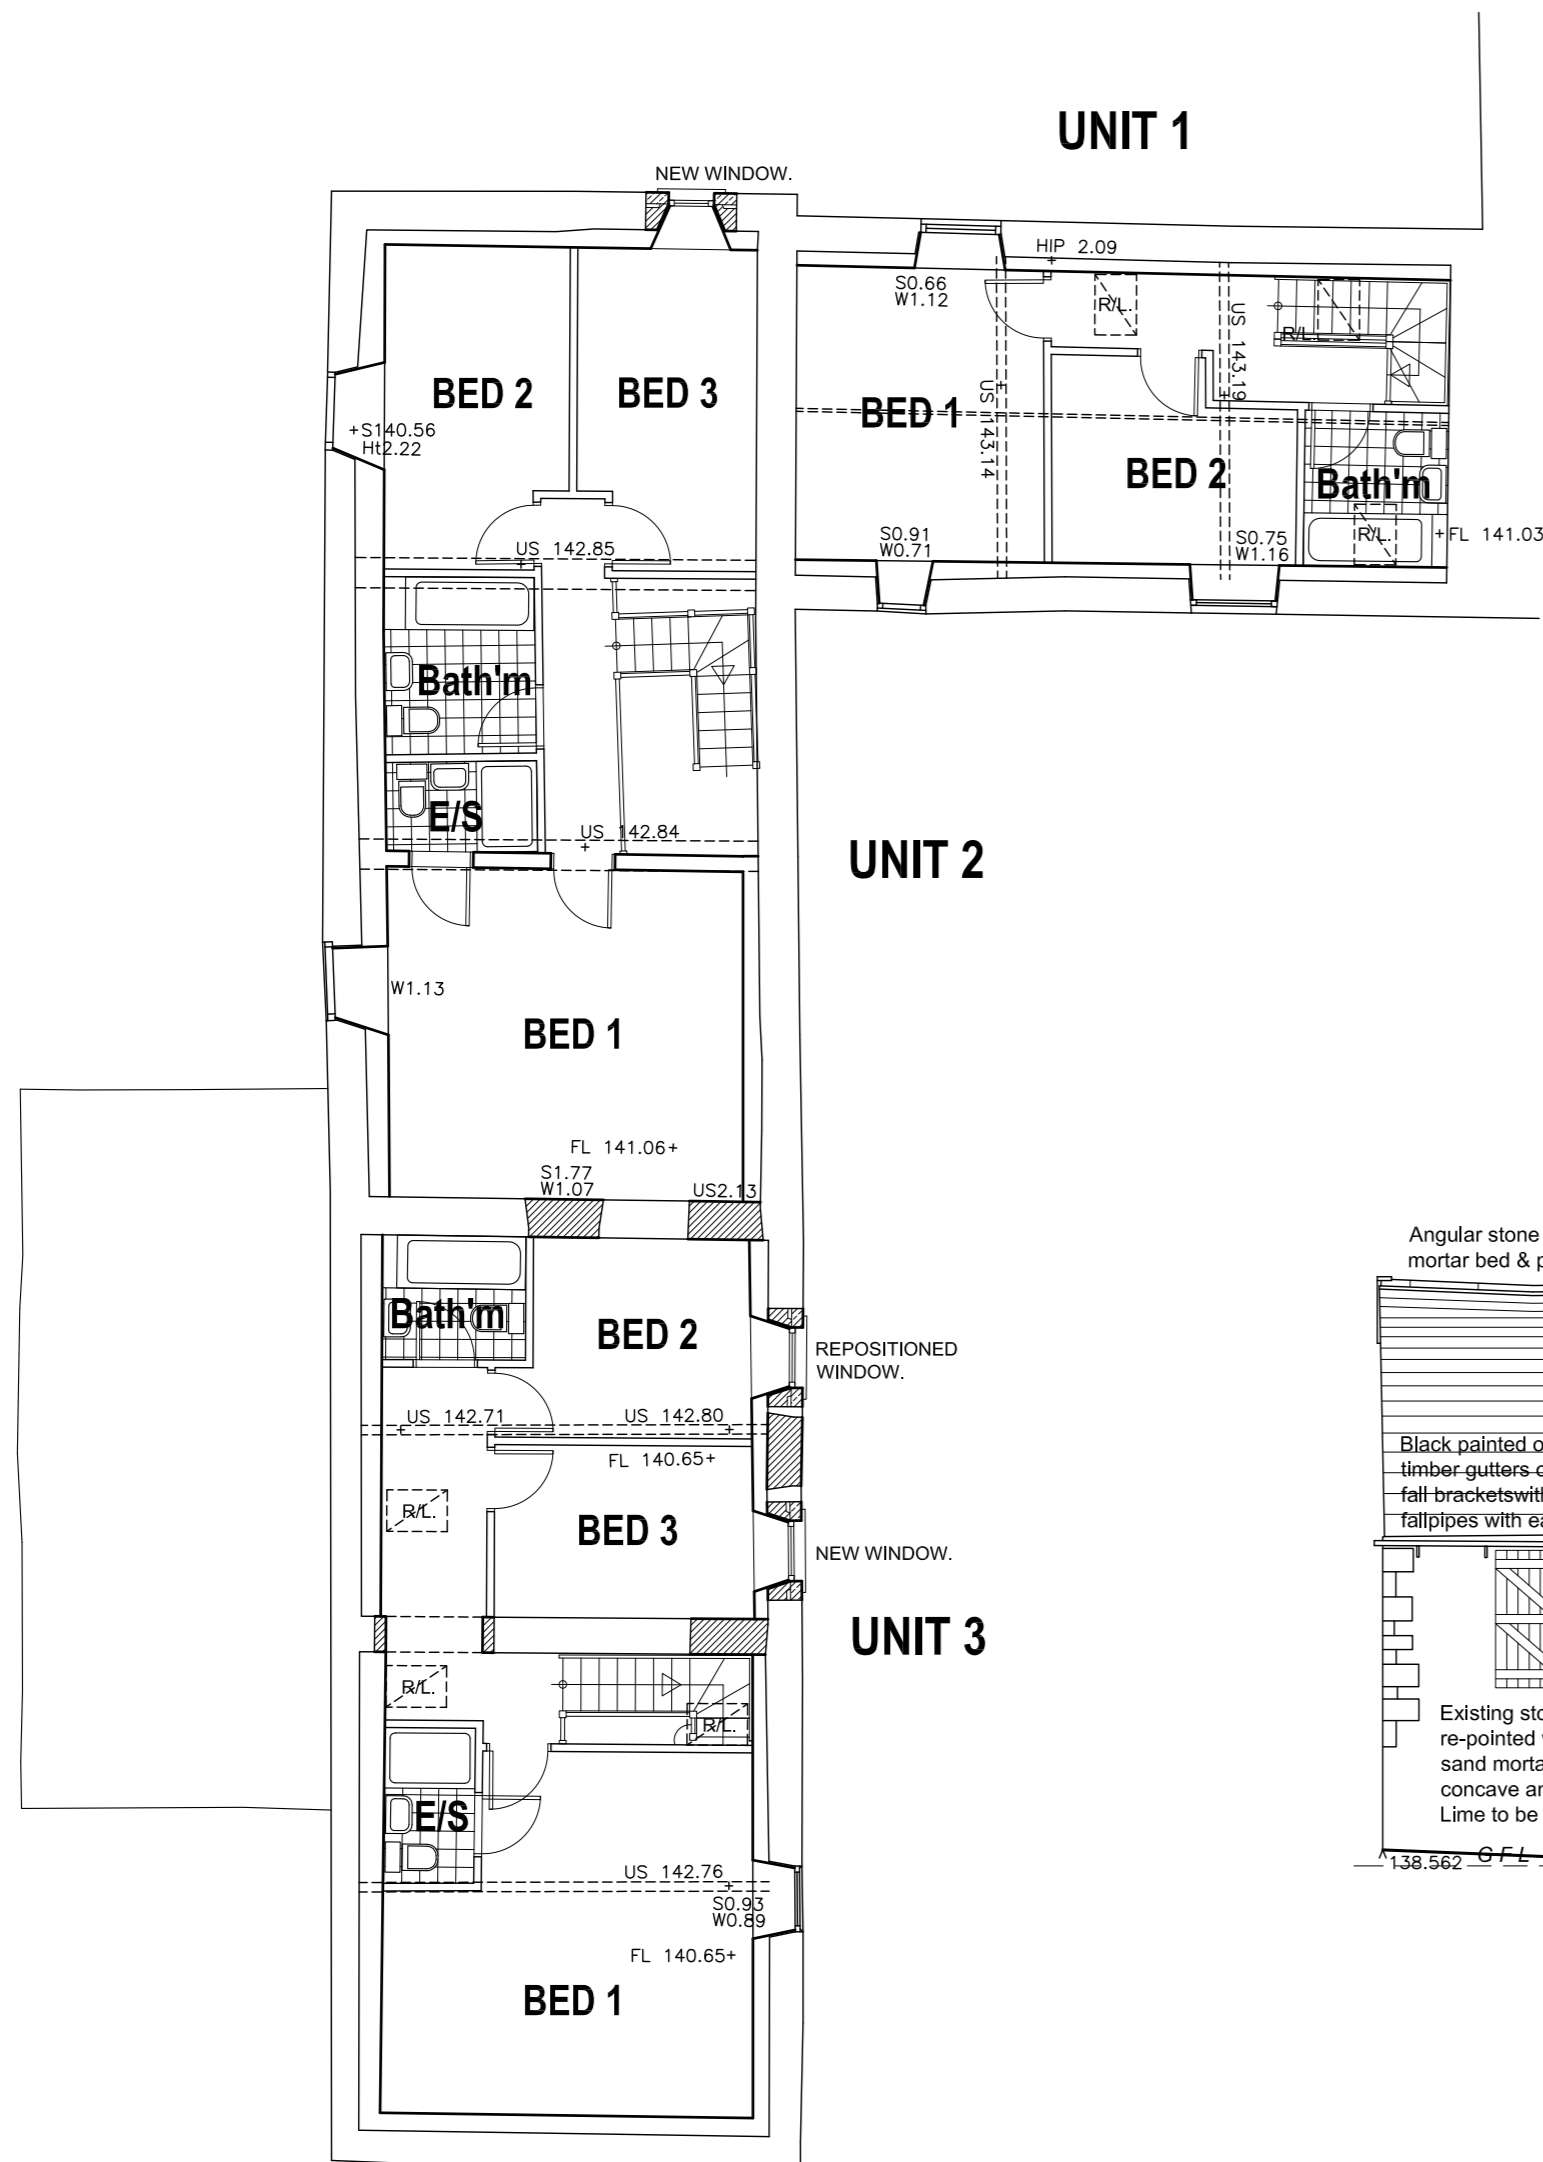 UNIT 1
NEW WINDOW.
HIP 2.09
S0.66
W1.12
R/L.
R/L.
US 143.19
BED 2
BED 3
BED 1
US 143.14
+S140.56
Ht2.22
BED 2
Bath'm
S0.91
W0.71
S0.75
W1.16
R/L.
+FL 141.03
US 142.85
Bath'm
E/S
US 142.84
UNIT 2
W1.13
BED 1
FL 141.06+
S1.77
W1.07
US2.13
Bath'm
BED 2
REPOSITIONED
WINDOW.
US 142.71
US 142.80
FL 140.65+
R/L.
BED 3
NEW WINDOW.
UNIT 3
R/L.
R/L.
E/S
US 142.76
S0.93
W0.89
FL 140.65+
BED 1
Angular stone
mortar bed & p
Black painted o
timber gutters o
fall bracketswith
fallpipes with ea
Existing sto
re-pointed
sand morta
concave an
Lime to be
138.562 GFL